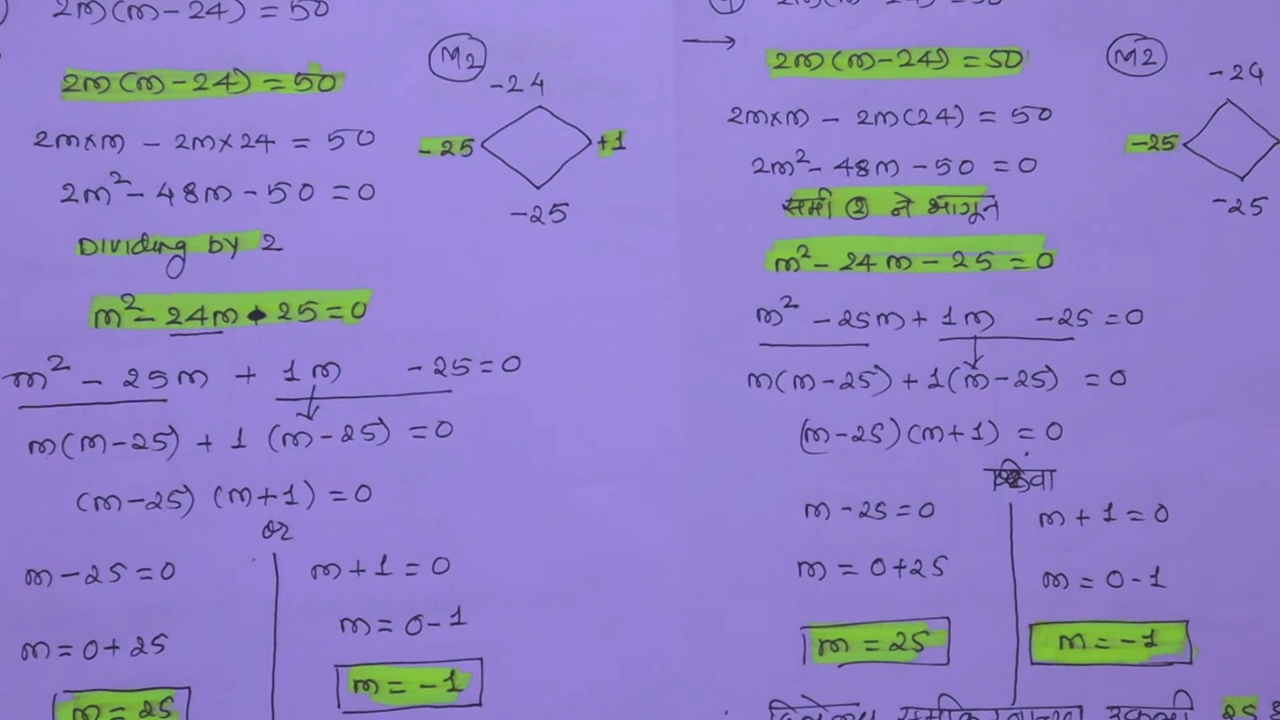 2m(m-24) = 50
2m(m-24) = 50
M2
-24
-25
+1
-25
2m×m - 2m×24 = 50
2m² - 48m - 50 = 0
Dividing by 2
m² - 24m - 25 = 0
m² - 25m + 1m -25 = 0
m(m-25) + 1 (m-25) = 0
(m-25) (m+1) = 0
or
m-25 = 0
m+1 = 0
m = 0+25
m = 0-1
m = 25
m = -1
2m(m-24) = 50
M2
-24
-25
-25
2m×m - 2m(24) = 50
2m² - 48m - 50 = 0
समी ② ने भागून
m² - 24m - 25 = 0
m² - 25m + 1m -25 = 0
m(m-25) + 1(m-25) = 0
(m-25)(m+1) = 0
m-25 = 0
m+1 = 0
m = 0+25
m = 0-1
m = 25
m = -1
25